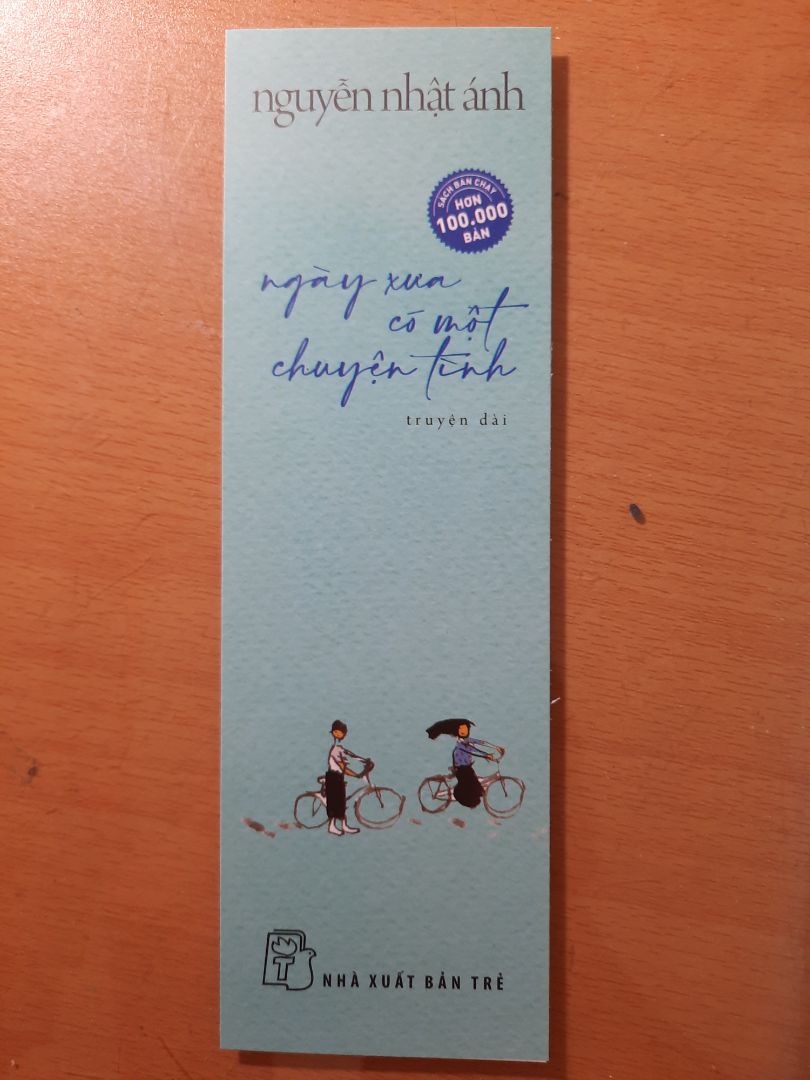 nguyễn nhật ánh
SÁCH BÁN CHẠY
HƠN
100.000
BẢN
ngày xưa
có một
chuyện tình
truyện dài
T
NHÀ XUẤT BẢN TRẺ